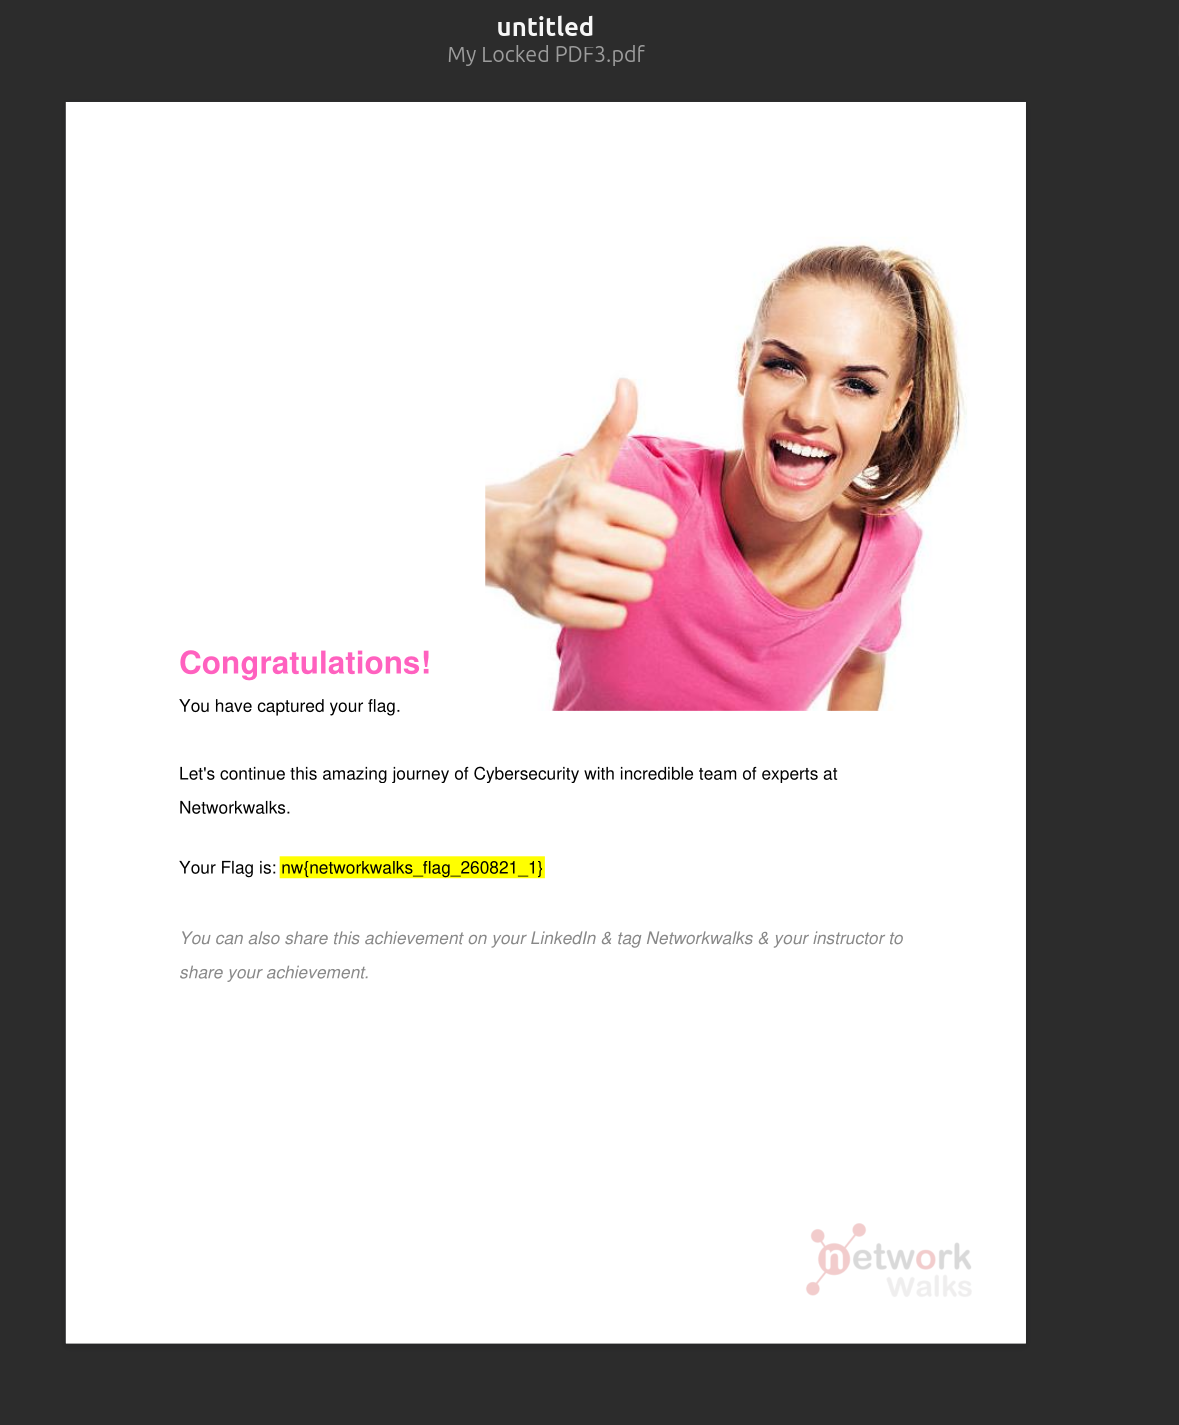 untitled
My Locked PDF3.pdf
Congratulations!
You have captured your flag.
Let's continue this amazing journey of Cybersecurity with incredible team of experts at
Networkwalks.
Your Flag is: nw{networkwalks_flag_260821_1}
You can also share this achievement on your LinkedIn & tag Networkwalks & your instructor to
share your achievement.
network
Walks